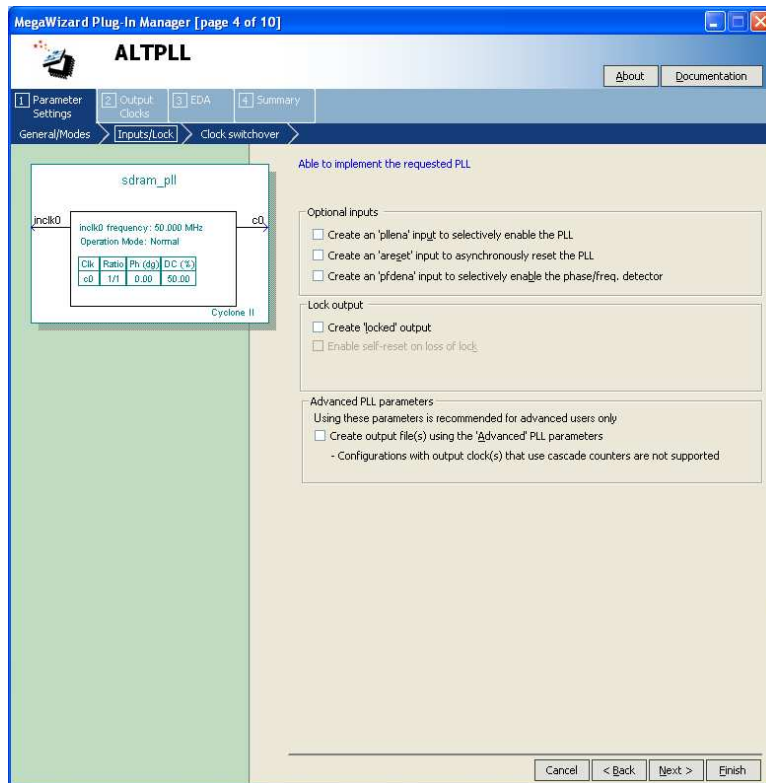 MegaWizard Plug-In Manager [page 4 of 10]
ALTPLL
About
Documentation
1 Parameter Settings
2 Output Clocks
3 EDA
4 Summary
General/Modes
Inputs/Lock
Clock switchover
sdram_pll
inclk0
c0
inclk0 frequency: 50.000 MHz
Operation Mode: Normal
Clk Ratio Ph (dg) DC (%)
c0 1/1 0.00 50.00
Cyclone II
Able to implement the requested PLL
Optional inputs
Create an 'pllena' input to selectively enable the PLL
Create an 'areset' input to asynchronously reset the PLL
Create an 'pfdena' input to selectively enable the phase/freq. detector
Lock output
Create 'locked' output
Enable self-reset on loss of lock
Advanced PLL parameters
Using these parameters is recommended for advanced users only
Create output file(s) using the 'Advanced' PLL parameters
- Configurations with output clock(s) that use cascade counters are not supported
Cancel
< Back
Next >
Finish